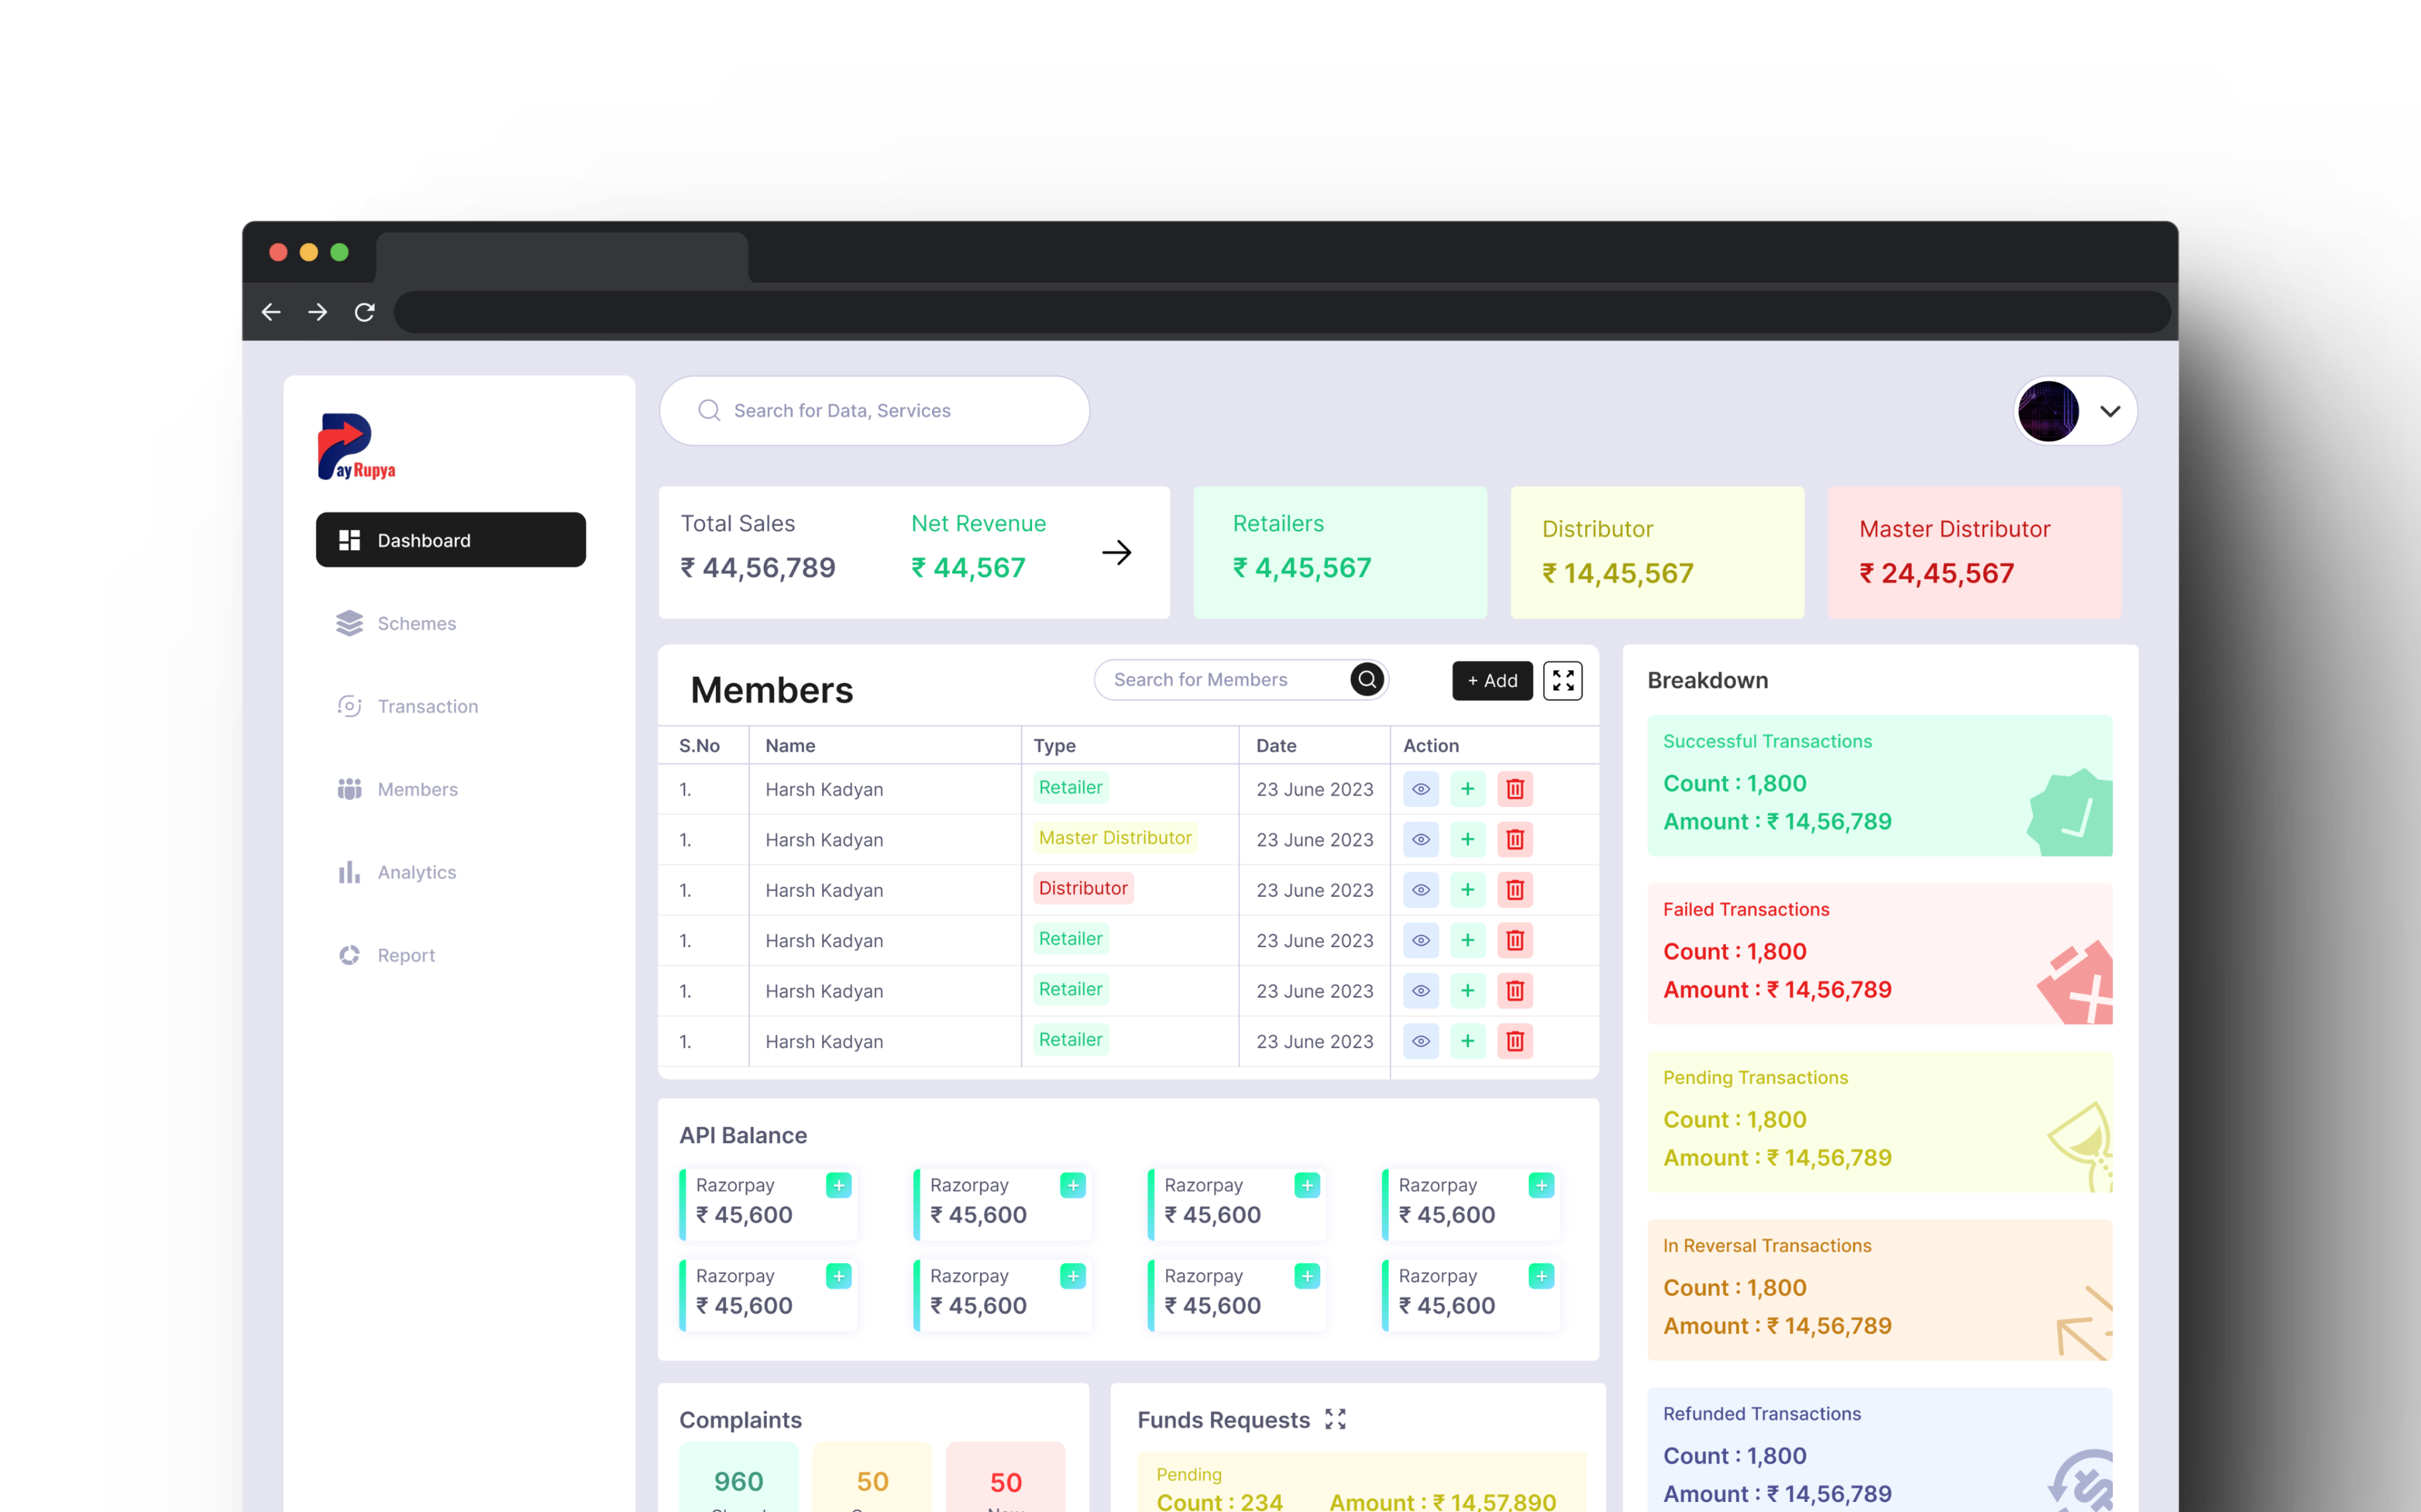 Pay Rupya
Dashboard
Schemes
Transaction
Members
Analytics
Report
Search for Data, Services
Total Sales
₹ 44,56,789
Net Revenue
₹ 44,567
Retailers
₹ 4,45,567
Distributor
₹ 14,45,567
Master Distributor
₹ 24,45,567
Members
Search for Members
+ Add
S.No Name Type Date Action
1. Harsh Kadyan Retailer 23 June 2023
1. Harsh Kadyan Master Distributor 23 June 2023
1. Harsh Kadyan Distributor 23 June 2023
1. Harsh Kadyan Retailer 23 June 2023
1. Harsh Kadyan Retailer 23 June 2023
1. Harsh Kadyan Retailer 23 June 2023
API Balance
Razorpay Razorpay Razorpay Razorpay
₹ 45,600 ₹ 45,600 ₹ 45,600 ₹ 45,600
Razorpay Razorpay Razorpay Razorpay
₹ 45,600 ₹ 45,600 ₹ 45,600 ₹ 45,600
Complaints
960 50 50
Funds Requests
Pending
Count : 234 Amount : ₹ 14,57,890
Breakdown
Successful Transactions
Count : 1,800
Amount : ₹ 14,56,789
Failed Transactions
Count : 1,800
Amount : ₹ 14,56,789
Pending Transactions
Count : 1,800
Amount : ₹ 14,56,789
In Reversal Transactions
Count : 1,800
Amount : ₹ 14,56,789
Refunded Transactions
Count : 1,800
Amount : ₹ 14,56,789